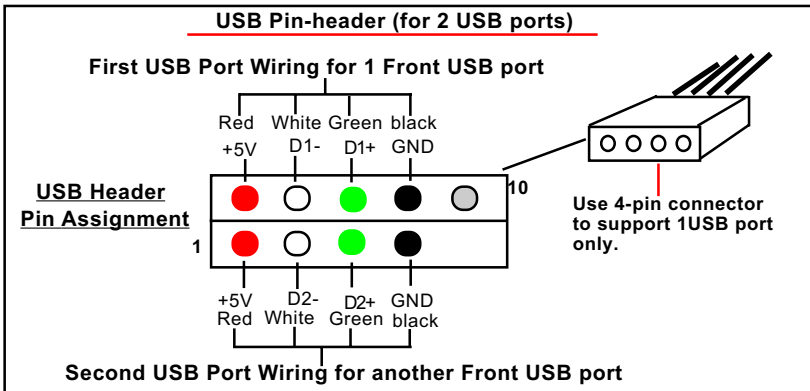 USB Pin-header (for 2 USB ports)
First USB Port Wiring for 1 Front USB port
Red White Green black
+5V D1- D1+ GND
USB Header
Pin Assignment
10
1
Use 4-pin connector
to support 1USB port
only.
+5V D2- D2+ GND
Red White Green black
Second USB Port Wiring for another Front USB port